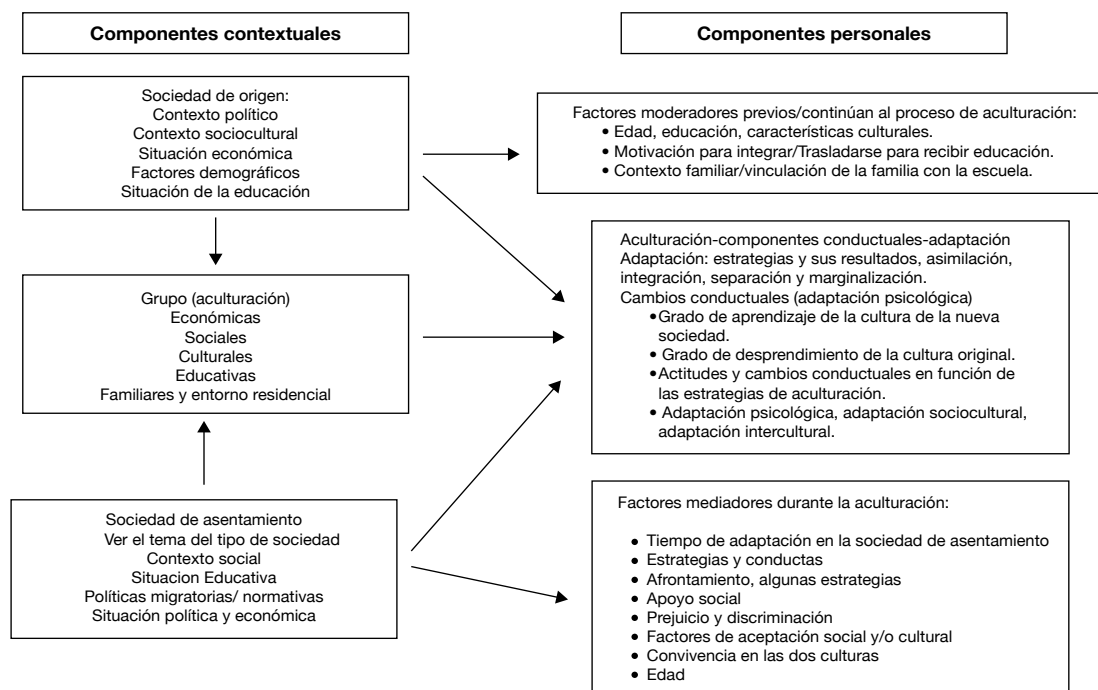 Componentes contextuales
Componentes personales
Sociedad de origen:
Contexto político
Contexto sociocultural
Situación económica
Factores demográficos
Situación de la educación
Factores moderadores previos/continúan al proceso de aculturación:
• Edad, educación, características culturales.
• Motivación para integrar/Trasladarse para recibir educación.
• Contexto familiar/vinculación de la familia con la escuela.
Grupo (aculturación)
Económicas
Sociales
Culturales
Educativas
Familiares y entorno residencial
Aculturación-componentes conductuales-adaptación
Adaptación: estrategias y sus resultados, asimilación,
integración, separación y marginalización.
Cambios conductuales (adaptación psicológica)
•Grado de aprendizaje de la cultura de la nueva
sociedad.
• Grado de desprendimiento de la cultura original.
•Actitudes y cambios conductuales en función de
las estrategias de aculturación.
• Adaptación psicológica, adaptación sociocultural,
adaptación intercultural.
Sociedad de asentamiento
Ver el tema del tipo de sociedad
Contexto social
Situacion Educativa
Políticas migratorias/ normativas
Situación política y económica
Factores mediadores durante la aculturación:
• Tiempo de adaptación en la sociedad de asentamiento
• Estrategias y conductas
• Afrontamiento, algunas estrategias
• Apoyo social
• Prejuicio y discriminación
• Factores de aceptación social y/o cultural
• Convivencia en las dos culturas
• Edad